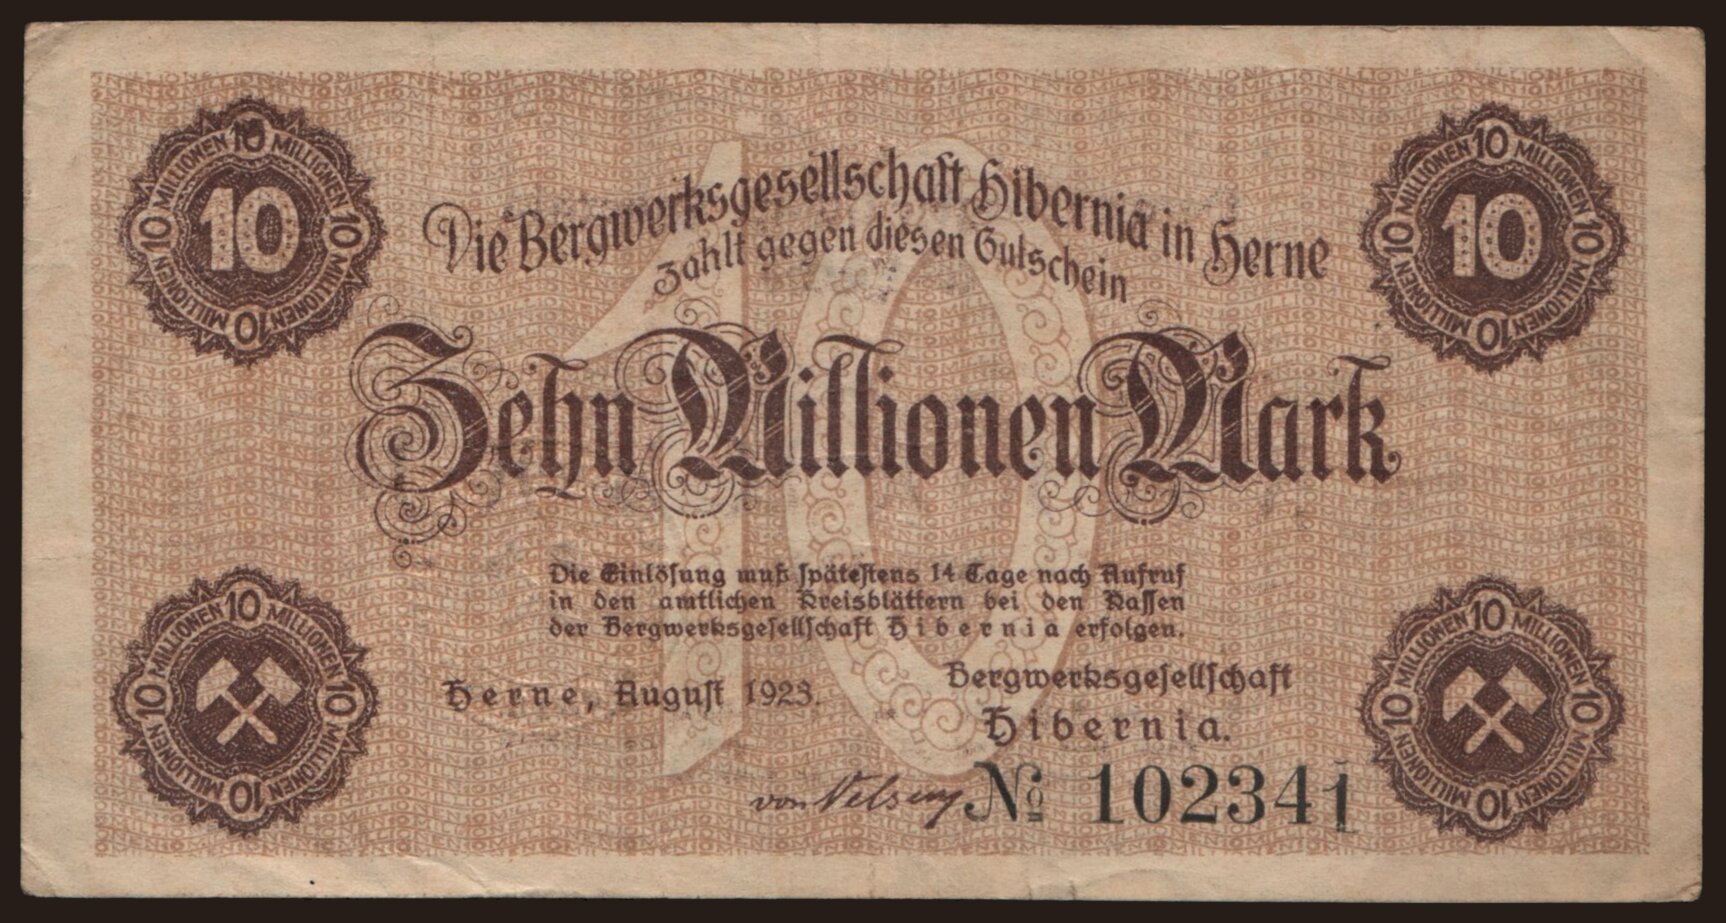 Die Bergwerksgesellschaft Hibernia in Herne
zahlt gegen diesen Gutschein
Zehn Millionen Mark
Die Einlösung muß spätestens 14 Tage nach Aufruf
in den amtlichen Kreisblättern bei den Kassen
der Bergwerksgesellschaft Hibernia erfolgen.
Herne, August 1923.
Bergwerksgesellschaft
Hibernia.
von Velsen
№ 102341
10
10 MILLIONEN 10 MILLIONEN 10 MILLIONEN 10 MILLIONEN
10
10 MILLIONEN 10 MILLIONEN 10 MILLIONEN 10 MILLIONEN
10
10 MILLIONEN 10 MILLIONEN 10 MILLIONEN 10 MILLIONEN
10 MILLIONEN 10 MILLIONEN 10 MILLIONEN 10 MILLIONEN